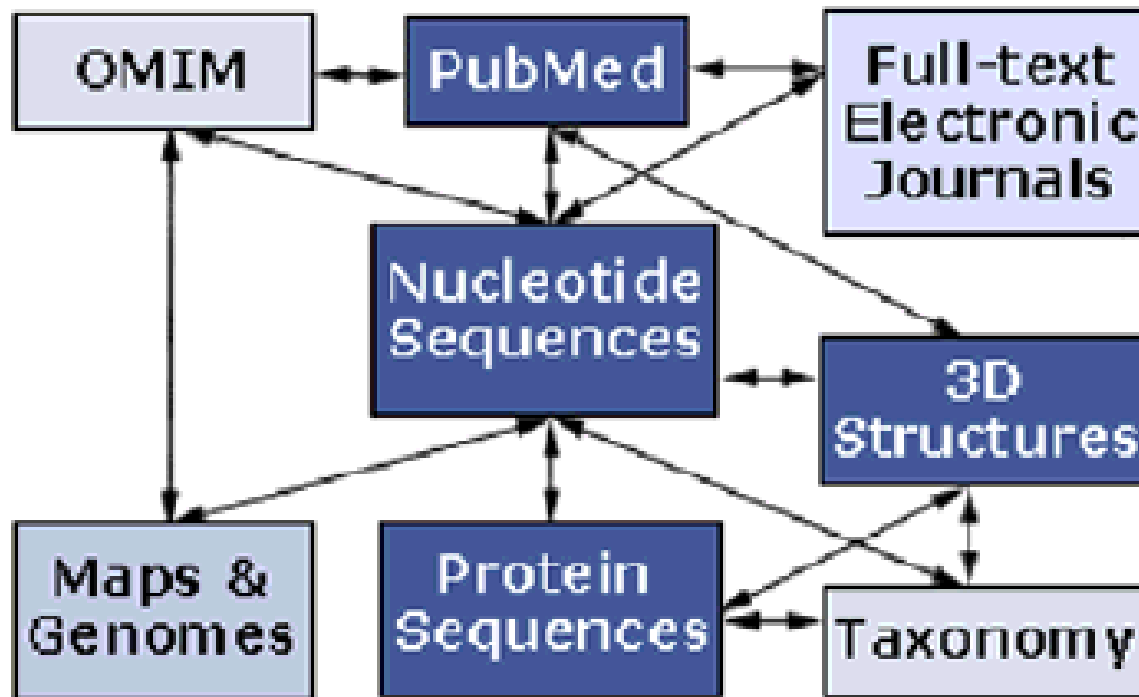 OMIM
PubMed
Full-text
Electronic
Journals
Nucleotide
Sequences
3D
Structures
Maps &
Genomes
Protein
Sequences
Taxonomy